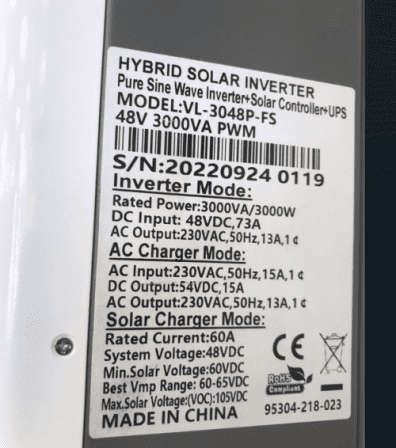 HYBRID SOLAR INVERTER
Pure Sine Wave Inverter+Solar Controller+UPS
MODEL:VL-3048P-FS
48V 3000VA PWM
S/N:20220924 0119
Inverter Mode:
Rated Power:3000VA/3000W
DC Input: 48VDC,73A
AC Output:230VAC,50Hz,13A,1 ¢
AC Charger Mode:
AC Input:230VAC,50Hz,15A,1 ¢
DC Output:54VDC,15A
AC Output:230VAC,50Hz,13A,1 ¢
Solar Charger Mode:
Rated Current:60A
System Voltage:48VDC
Min.Solar Voltage:60VDC
Best Vmp Range: 60-65VDC
Max.Solar Voltage:(VOC):105VDC
MADE IN CHINA
CE
RoHS
Compliant
95304-218-023